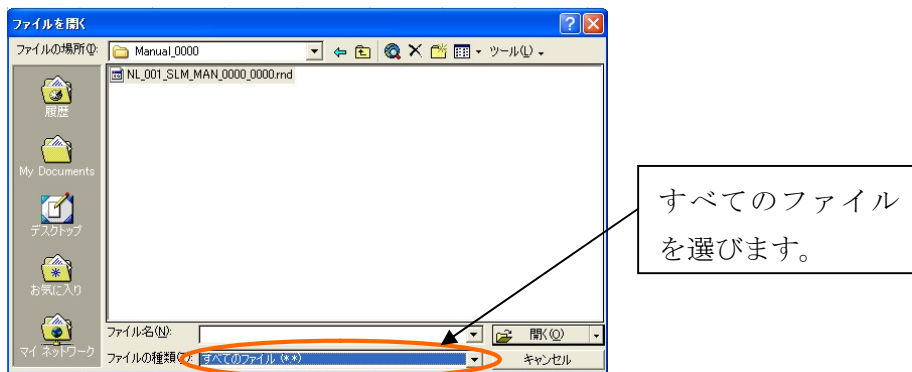 ファイルを開く
ファイルの場所(I):
Manual_0000
ツール(L)
NL_001_SLM_MAN_0000_0000.rnd
履歴
My Documents
デスクトップ
お気に入り
マイ ネットワーク
ファイル名(N):
開く(O)
ファイルの種類(T):
すべてのファイル (*.*)
キャンセル
すべてのファイル
を選びます。